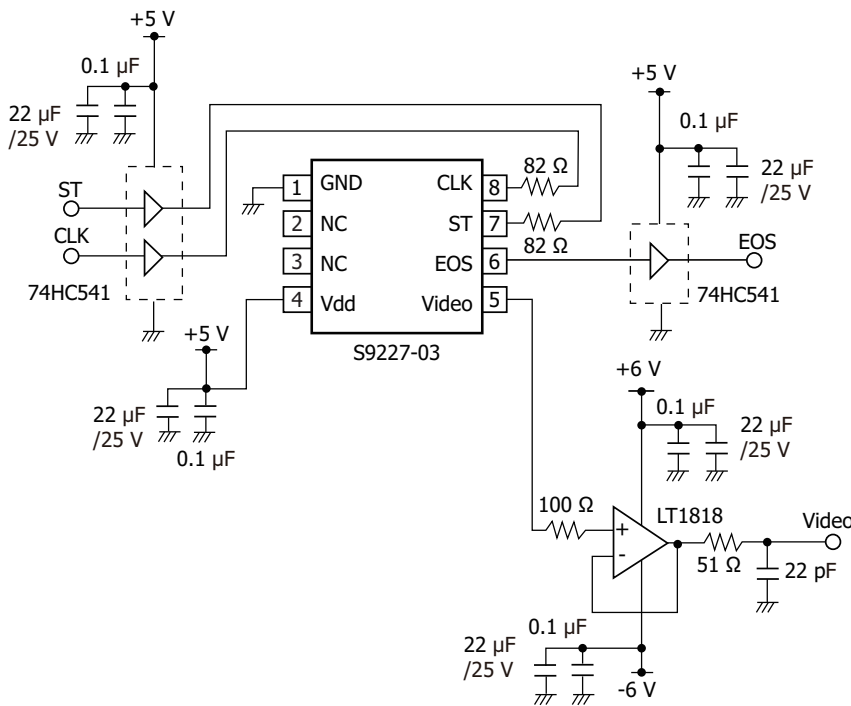 +5 V
0.1 µF
22 µF
/25 V
ST
CLK
74HC541
1
GND
2
NC
3
NC
4
Vdd
CLK
8
ST
7
EOS
6
Video
5
S9227-03
82 Ω
82 Ω
+5 V
0.1 µF
22 µF
/25 V
EOS
74HC541
+5 V
22 µF
/25 V
0.1 µF
+6 V
0.1 µF
22 µF
/25 V
100 Ω
+
-
LT1818
51 Ω
Video
22 pF
0.1 µF
22 µF
/25 V
-6 V